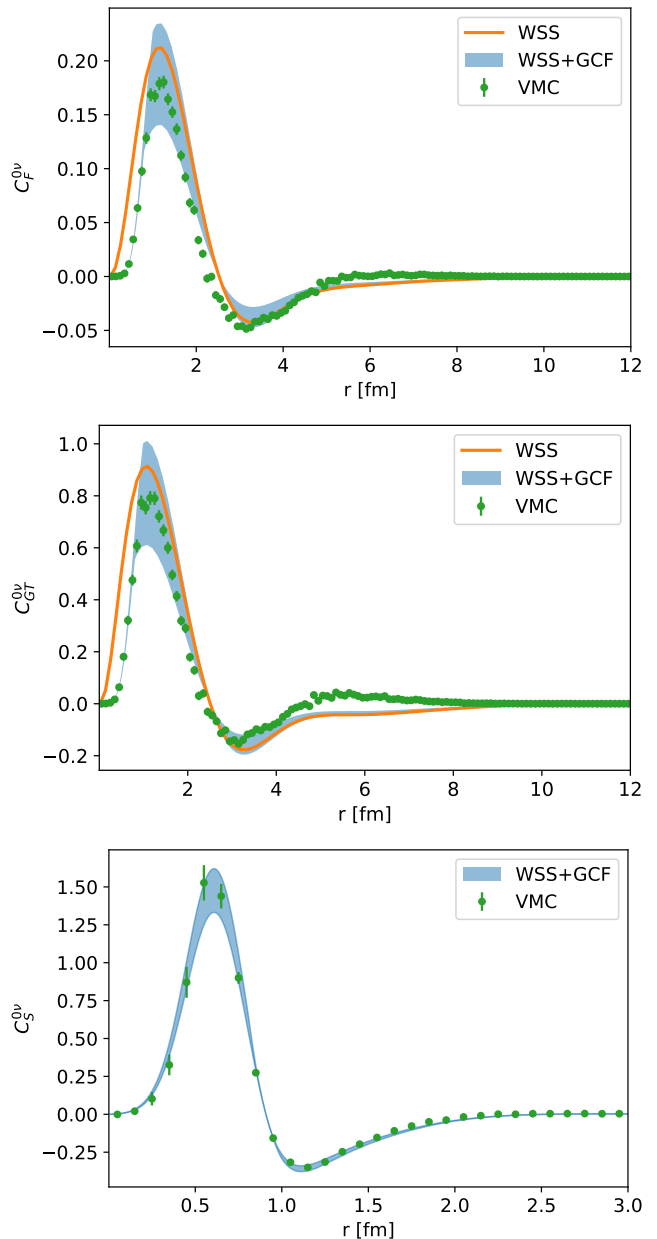 WSS
WSS+GCF
VMC
0.20
0.15
0.10
0.05
0.00
−0.05
C_F^{0ν}
2 4 6 8 10 12
r [fm]
WSS
WSS+GCF
VMC
1.0
0.8
0.6
0.4
0.2
0.0
−0.2
C_{GT}^{0ν}
2 4 6 8 10 12
r [fm]
WSS+GCF
VMC
1.50
1.25
1.00
0.75
0.50
0.25
0.00
−0.25
C_S^{0ν}
0.5 1.0 1.5 2.0 2.5 3.0
r [fm]